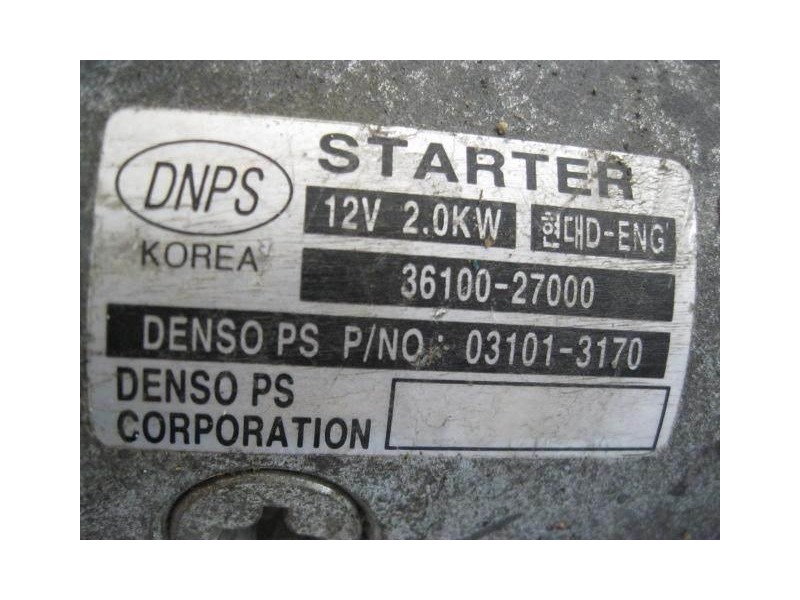 STARTER
DNPS
12V 2.0KW 현대D-ENG
KOREA
36100-27000
DENSO PS P/NO: 03101-3170
DENSO PS
CORPORATION